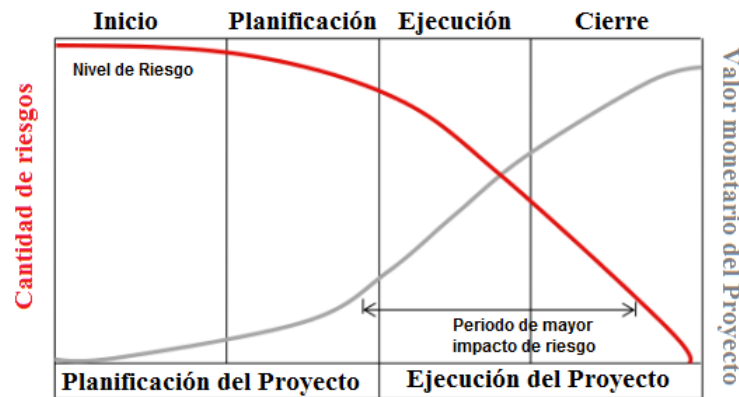 Inicio
Planificación
Ejecución
Cierre
Nivel de Riesgo
Cantidad de riesgos
Valor monetario del Proyecto
Periodo de mayor
impacto de riesgo
Planificación del Proyecto
Ejecución del Proyecto